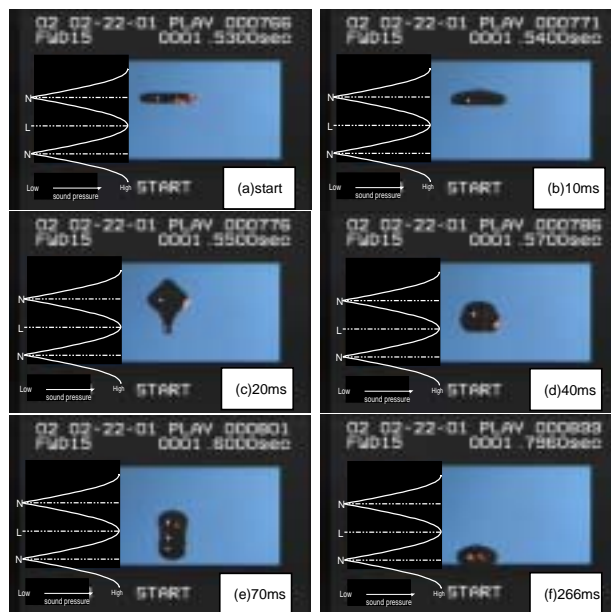 02 02-22-01 PLAY 000766
FWD15 0001.5300sec
N
L
N
Low sound pressure High
START
(a)start
02 02-22-01 PLAY 000771
FWD15 0001.5400sec
N
L
N
Low sound pressure High
START
(b)10ms
02 02-22-01 PLAY 000776
FWD15 0001.5500sec
N
L
N
Low sound pressure High
START
(c)20ms
02 02-22-01 PLAY 000786
FWD15 0001.5700sec
N
L
N
Low sound pressure High
START
(d)40ms
02 02-22-01 PLAY 000801
FWD15 0001.6000sec
N
L
N
Low sound pressure High
START
(e)70ms
02 02-22-01 PLAY 000899
FWD15 0001.7960sec
N
L
N
Low sound pressure High
START
(f)266ms